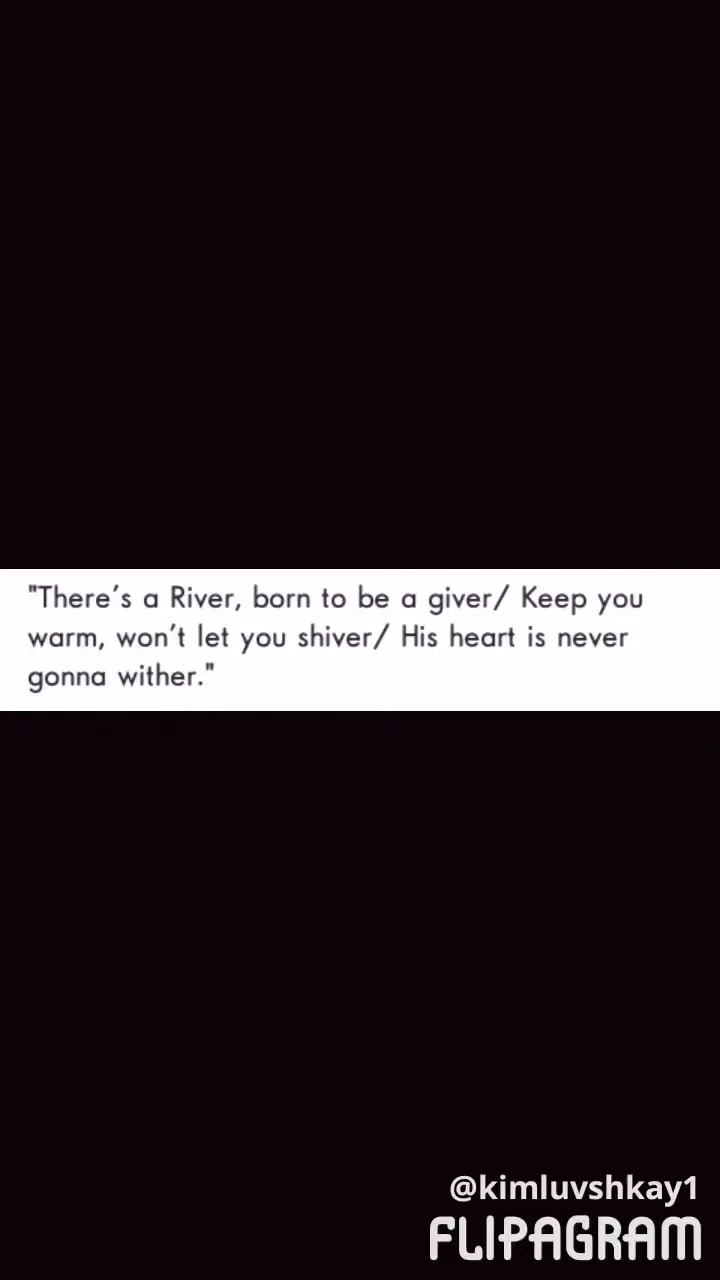 "There’s a River, born to be a giver/ Keep you
warm, won’t let you shiver/ His heart is never
gonna wither."
@kimluvshkay1
FLIPAGRAM